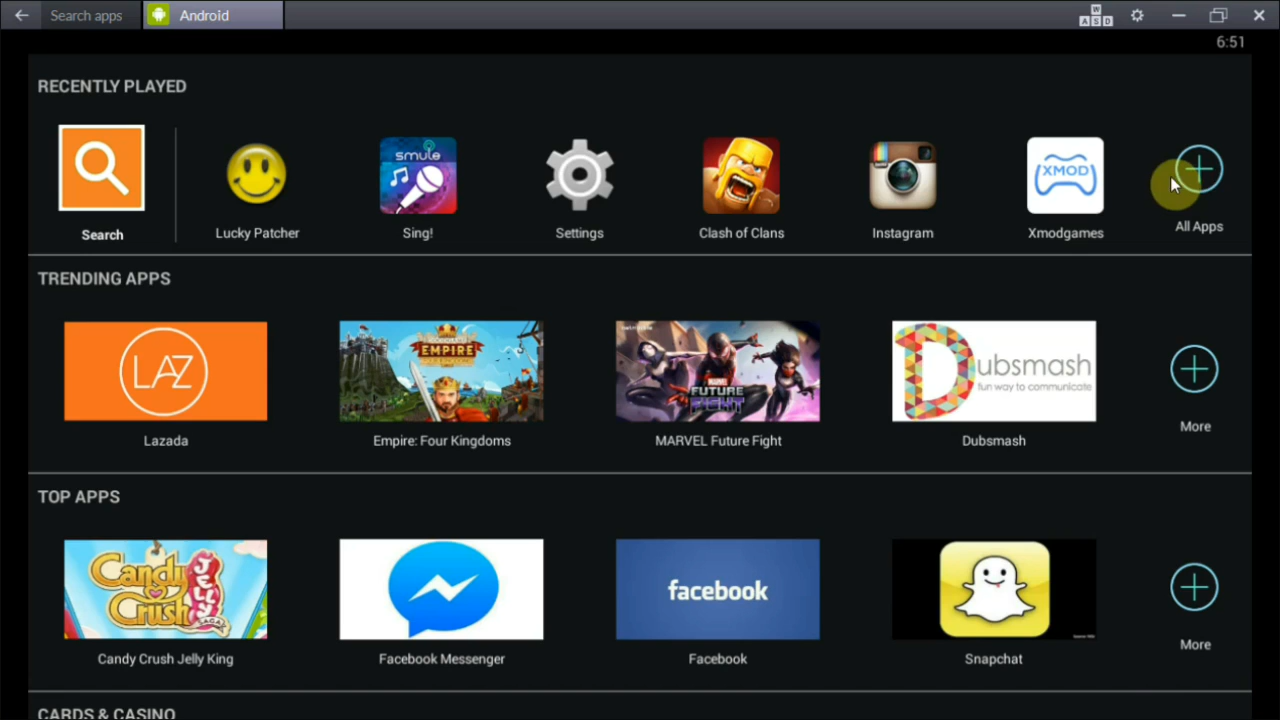 Search apps
Android
W
A S D
6:51
RECENTLY PLAYED
smule
XMOD
Search
Lucky Patcher
Sing!
Settings
Clash of Clans
Instagram
Xmodgames
All Apps
TRENDING APPS
LAZ
EMPIRE
MARVEL
FUTURE
FIGHT
Dubsmash
fun way to communicate
Lazada
Empire: Four Kingdoms
MARVEL Future Fight
Dubsmash
More
TOP APPS
Candy
Crush
JELLY
SAGA
facebook
Candy Crush Jelly King
Facebook Messenger
Facebook
Snapchat
More
CARDS & CASINO